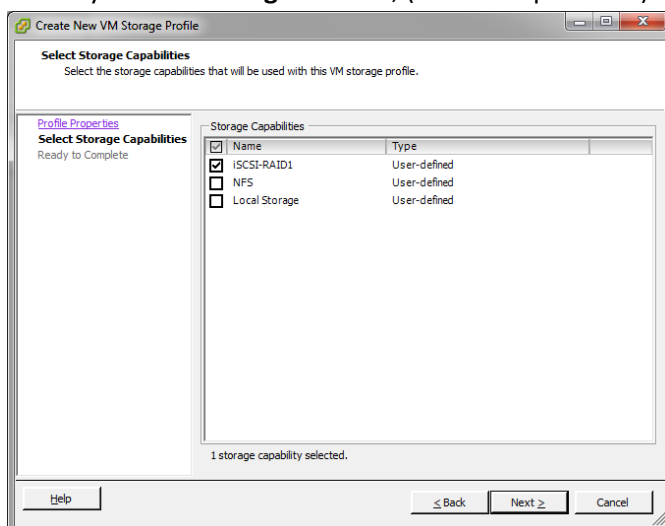 Create New VM Storage Profile
Select Storage Capabilities
Select the storage capabilities that will be used with this VM storage profile.
Profile Properties
Select Storage Capabilities
Ready to Complete
Storage Capabilities
Name Type
iSCSI-RAID1 User-defined
NFS User-defined
Local Storage User-defined
1 storage capability selected.
Help < Back Next > Cancel